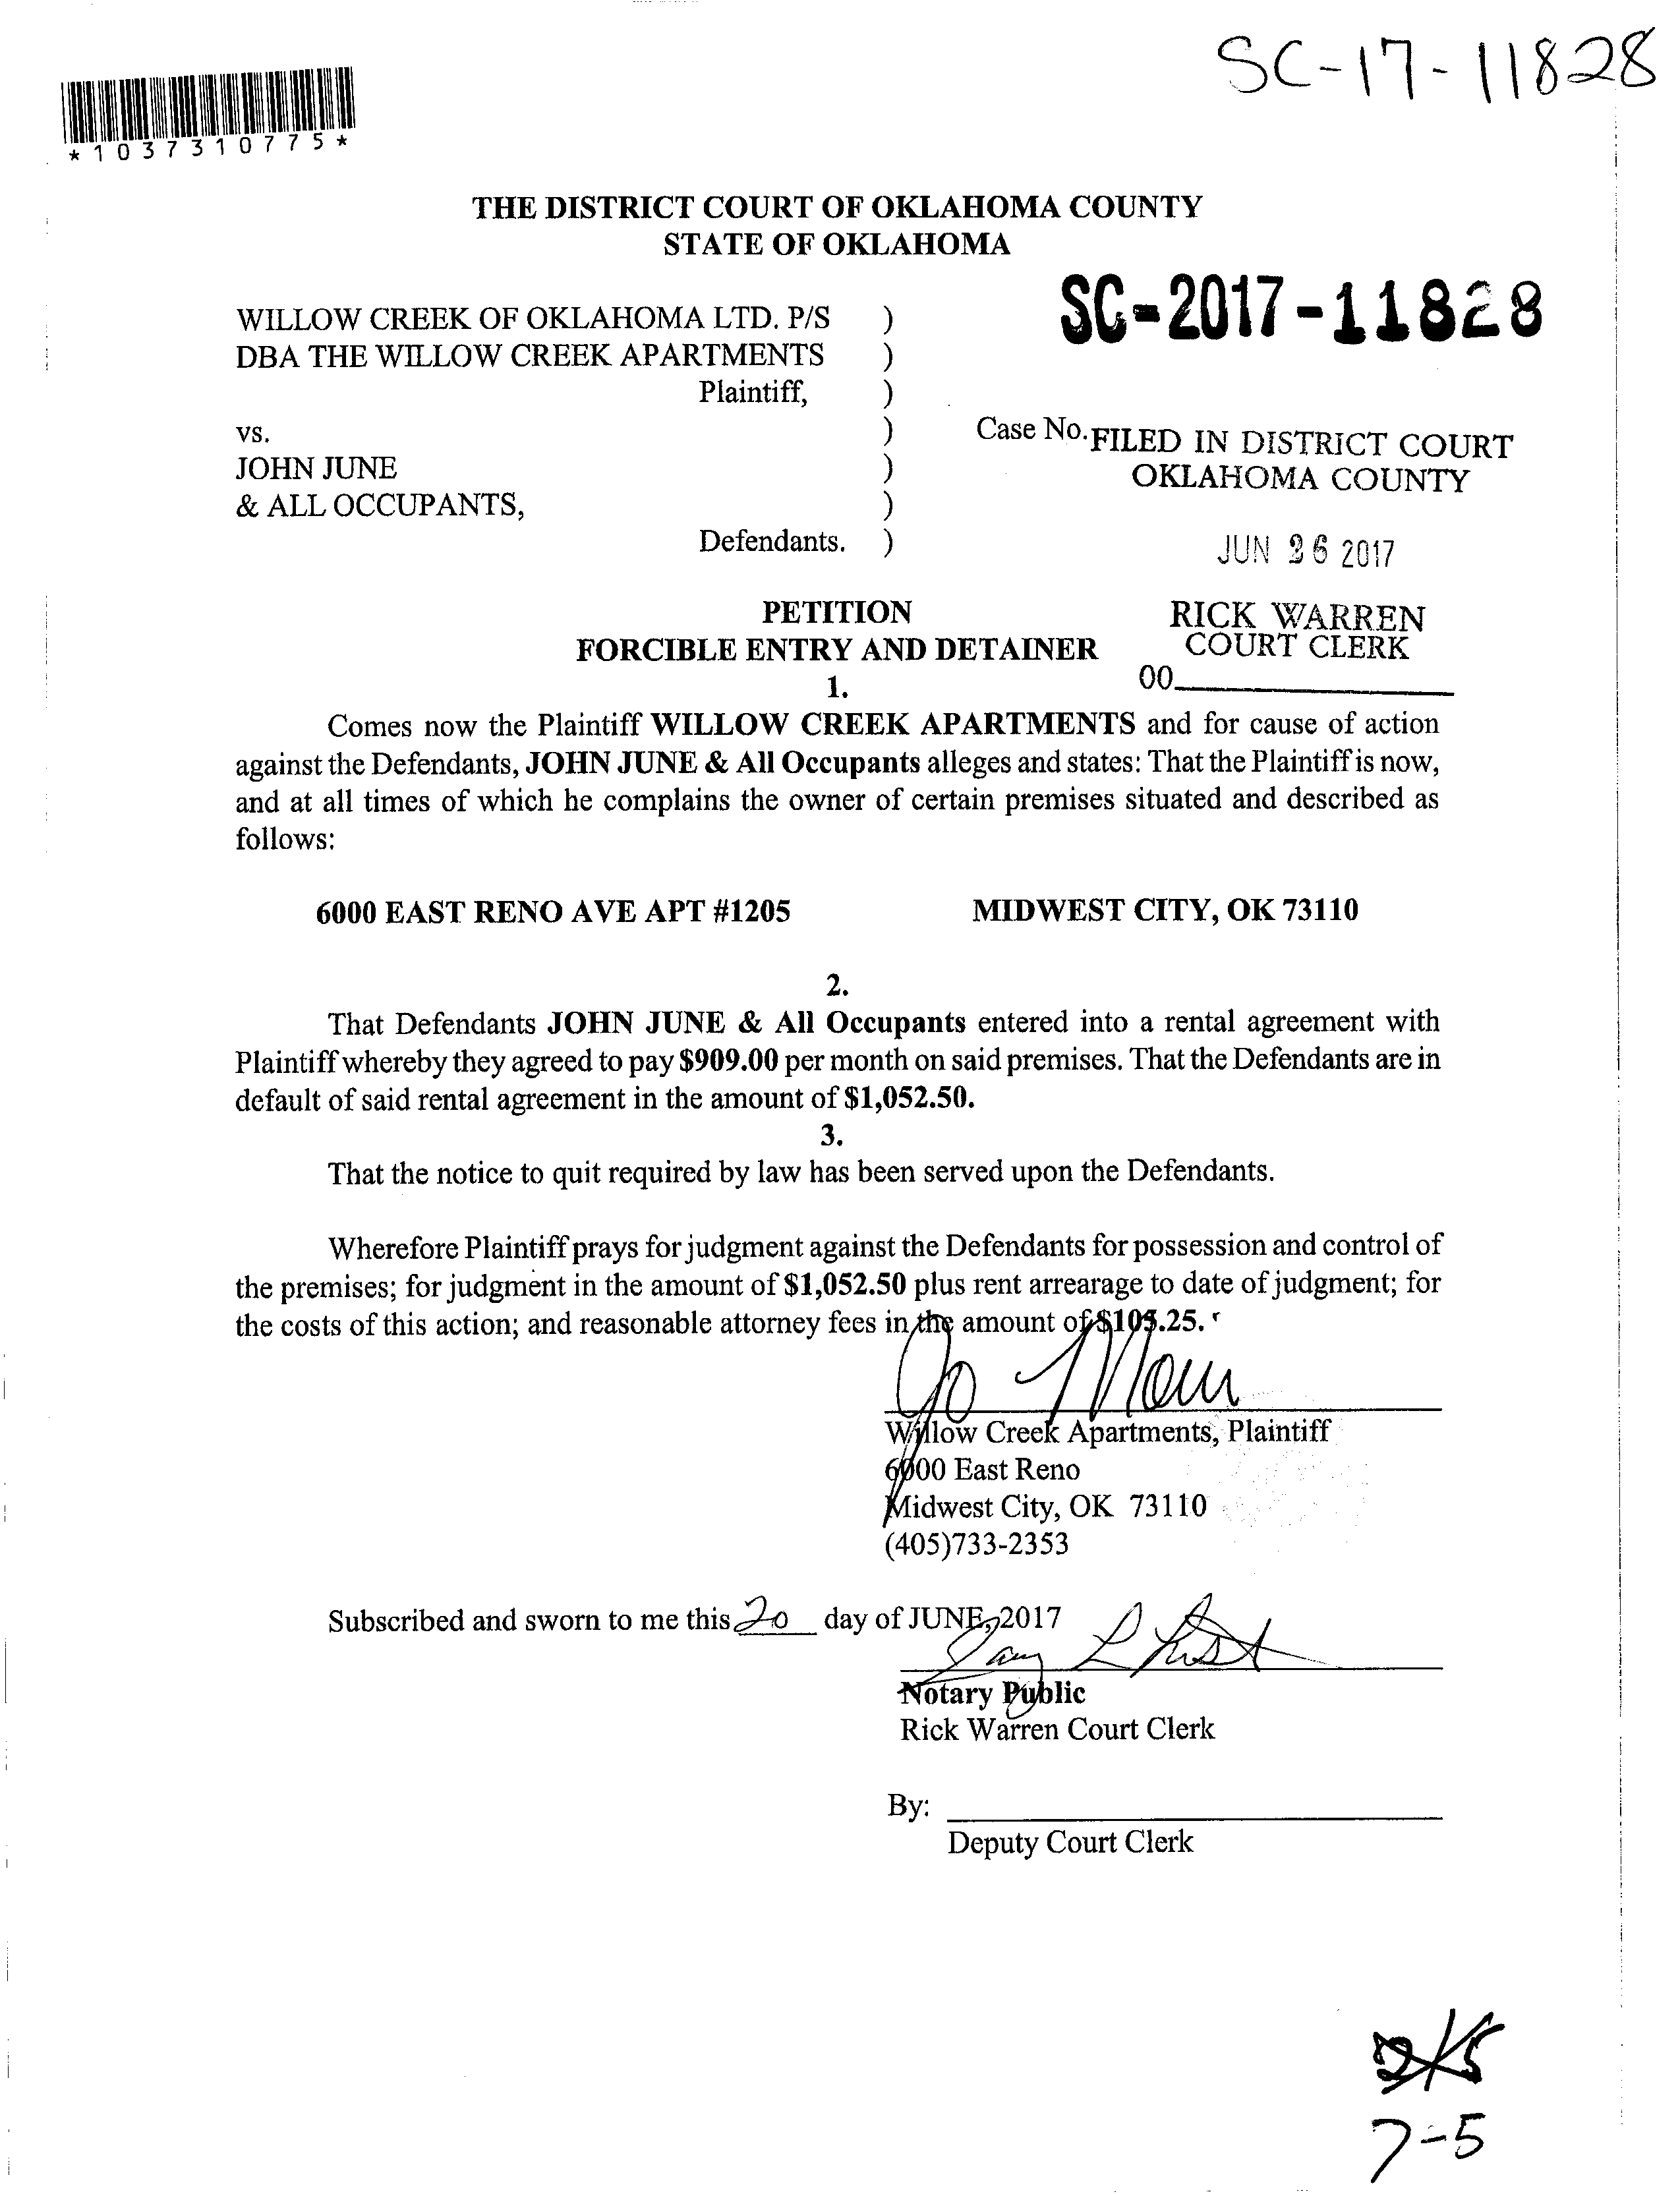 SC-17-11828
*1037310775*
THE DISTRICT COURT OF OKLAHOMA COUNTY
STATE OF OKLAHOMA
SC-2017-11828
WILLOW CREEK OF OKLAHOMA LTD. P/S )
DBA THE WILLOW CREEK APARTMENTS )
Plaintiff, )
vs. ) Case No. FILED IN DISTRICT COURT
JOHN JUNE ) OKLAHOMA COUNTY
& ALL OCCUPANTS, )
Defendants. ) JUN 26 2017
PETITION RICK WARREN
FORCIBLE ENTRY AND DETAINER COURT CLERK
1. 00
Comes now the Plaintiff WILLOW CREEK APARTMENTS and for cause of action
against the Defendants, JOHN JUNE & All Occupants alleges and states: That the Plaintiff is now,
and at all times of which he complains the owner of certain premises situated and described as
follows:
6000 EAST RENO AVE APT #1205 MIDWEST CITY, OK 73110
2.
That Defendants JOHN JUNE & All Occupants entered into a rental agreement with
Plaintiff whereby they agreed to pay $909.00 per month on said premises. That the Defendants are in
default of said rental agreement in the amount of $1,052.50.
3.
That the notice to quit required by law has been served upon the Defendants.
Wherefore Plaintiff prays for judgment against the Defendants for possession and control of
the premises; for judgment in the amount of $1,052.50 plus rent arrearage to date of judgment; for
the costs of this action; and reasonable attorney fees in the amount of $105.25.
Willow Creek Apartments, Plaintiff
6000 East Reno
Midwest City, OK 73110
(405)733-2353
Subscribed and sworn to me this 20 day of JUNE, 2017
Notary Public
Rick Warren Court Clerk
By:
Deputy Court Clerk
7-5